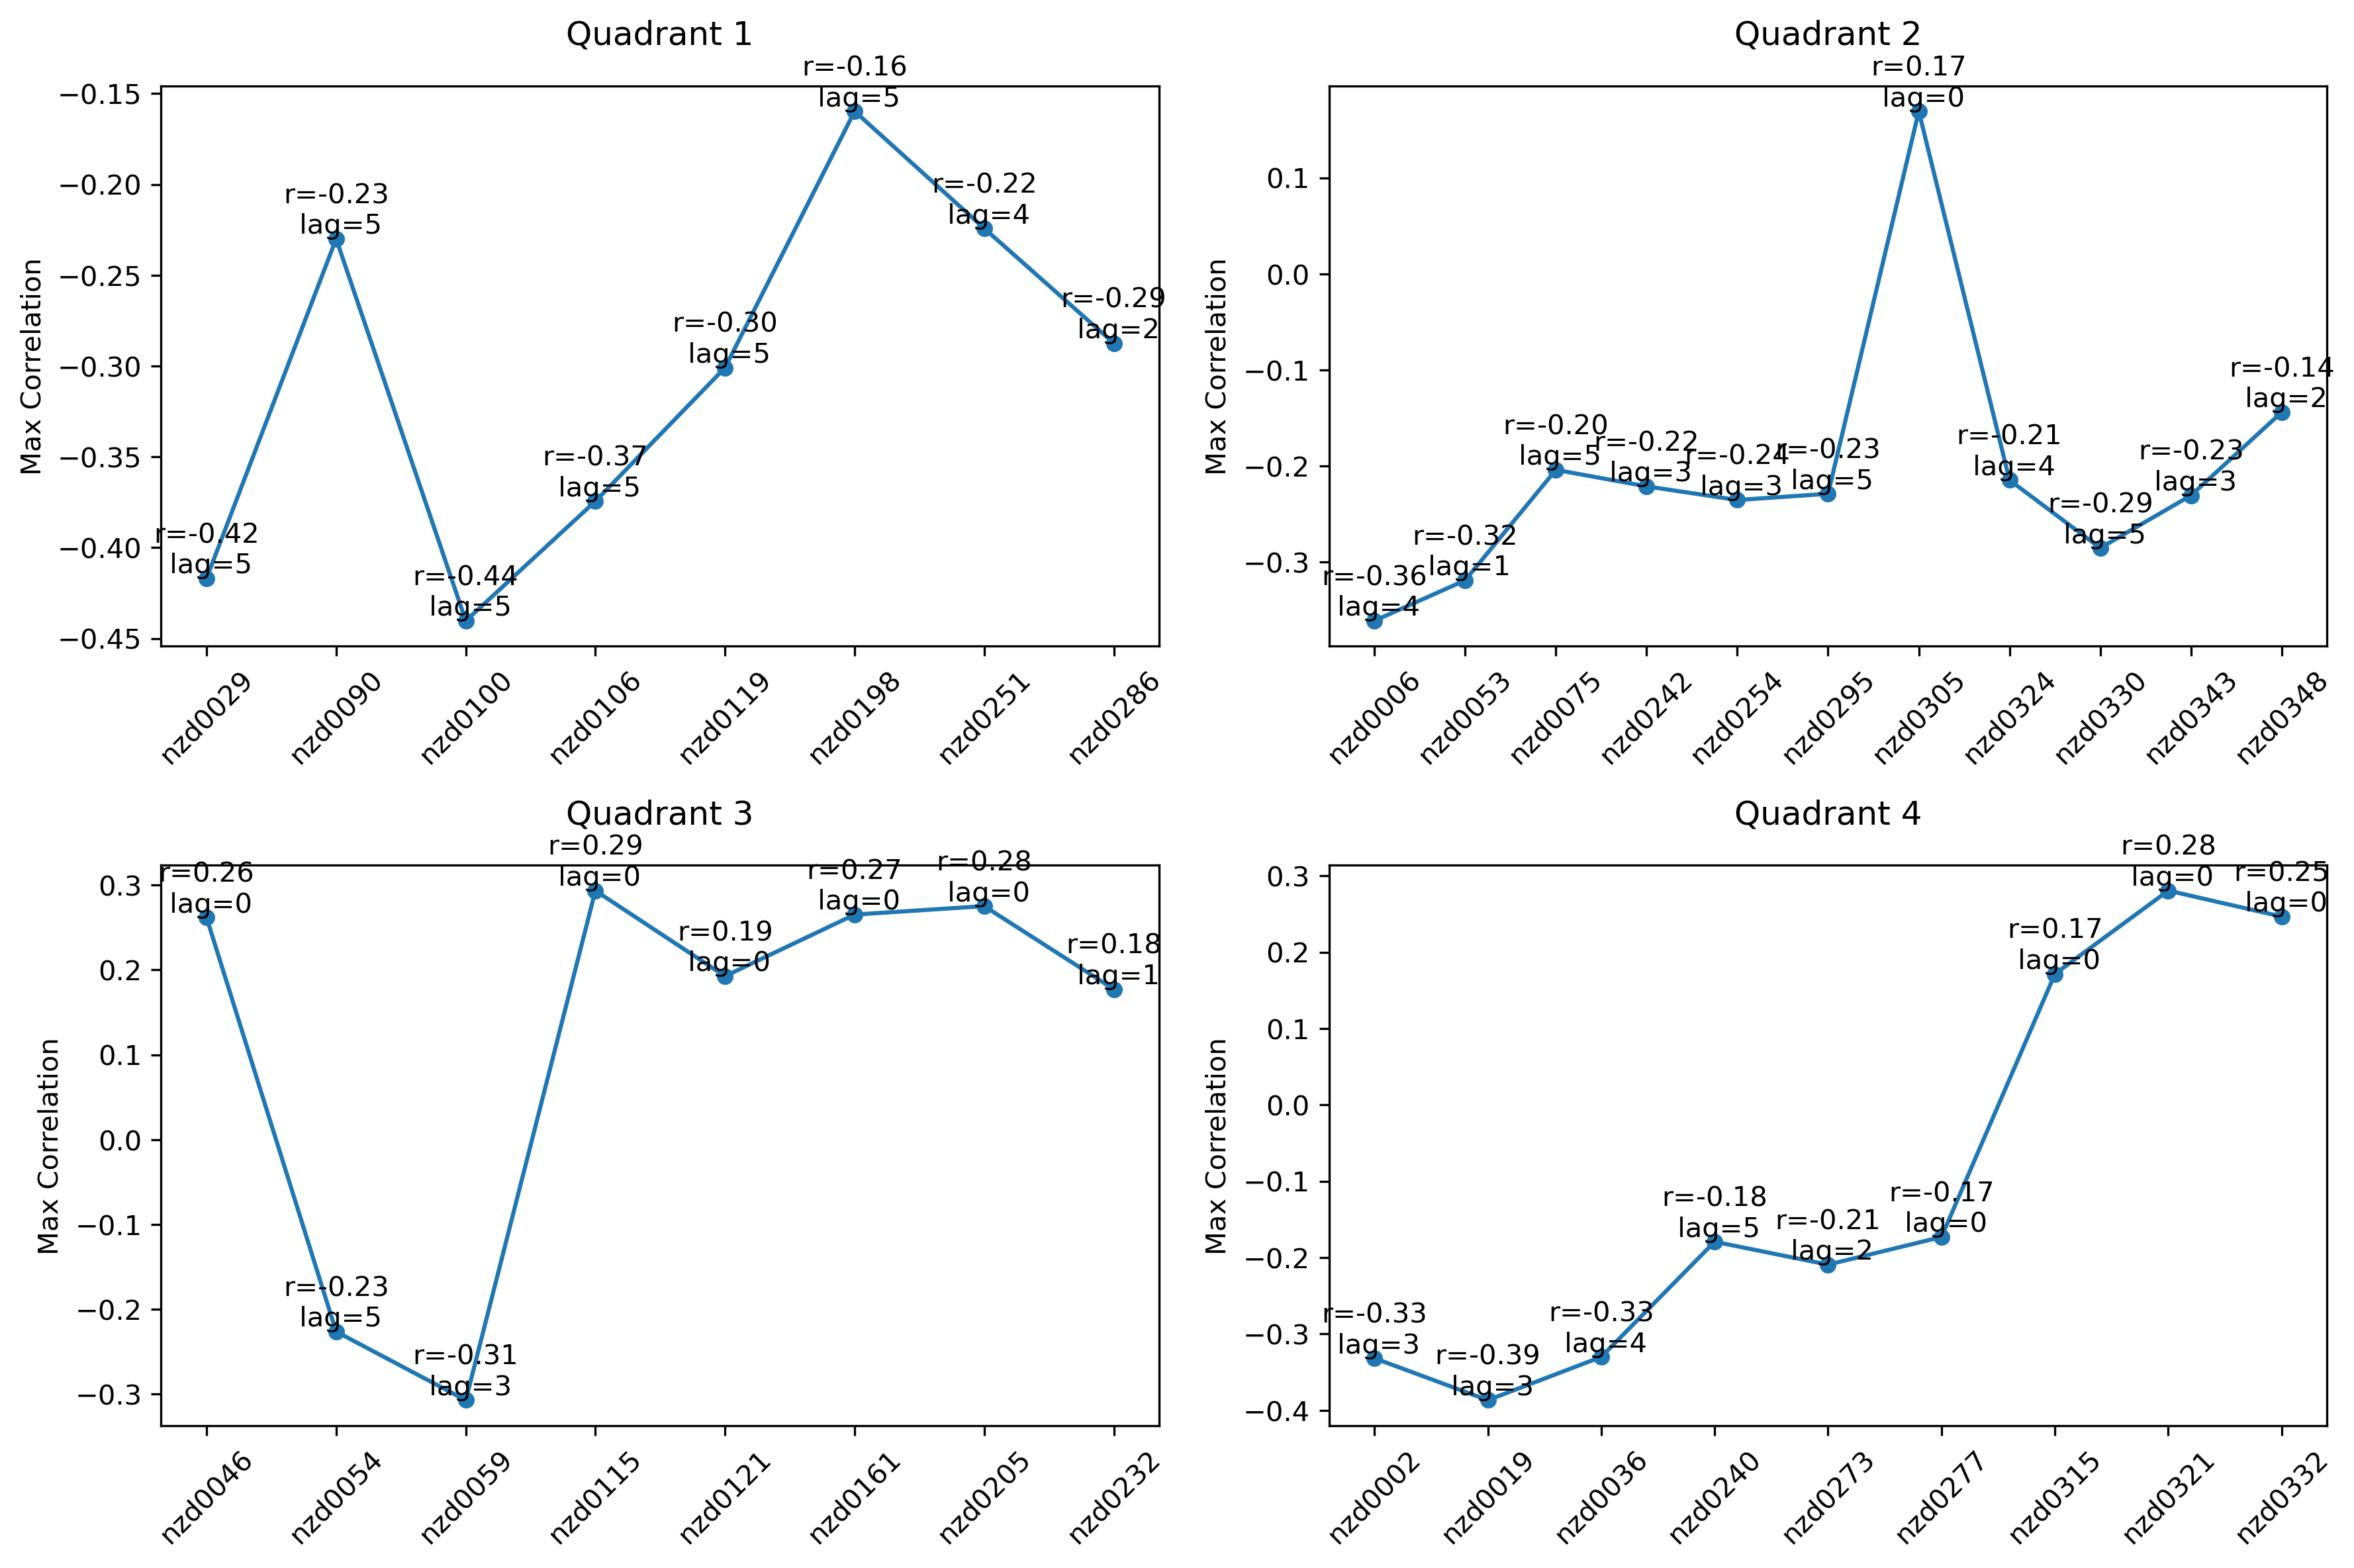 Quadrant 1
Max Correlation
−0.15
−0.20
−0.25
−0.30
−0.35
−0.40
−0.45
r=-0.42
lag=5
r=-0.23
lag=5
r=-0.44
lag=5
r=-0.37
lag=5
r=-0.30
lag=5
r=-0.16
lag=5
r=-0.22
lag=4
r=-0.29
lag=2
nzd0029
nzd0090
nzd0100
nzd0106
nzd0119
nzd0198
nzd0251
nzd0286
Quadrant 2
Max Correlation
0.1
0.0
−0.1
−0.2
−0.3
r=-0.36
lag=4
r=-0.32
lag=1
r=-0.20
lag=5
r=-0.22
lag=3
r=-0.24
lag=3
r=-0.23
lag=5
r=0.17
lag=0
r=-0.21
lag=4
r=-0.29
lag=5
r=-0.23
lag=3
r=-0.14
lag=2
nzd0006
nzd0053
nzd0075
nzd0242
nzd0254
nzd0295
nzd0305
nzd0324
nzd0330
nzd0343
nzd0348
Quadrant 3
Max Correlation
0.3
0.2
0.1
0.0
−0.1
−0.2
−0.3
r=0.26
lag=0
r=-0.23
lag=5
r=-0.31
lag=3
r=0.29
lag=0
r=0.19
lag=0
r=0.27
lag=0
r=0.28
lag=0
r=0.18
lag=1
nzd0046
nzd0054
nzd0059
nzd0115
nzd0121
nzd0161
nzd0205
nzd0232
Quadrant 4
Max Correlation
0.3
0.2
0.1
0.0
−0.1
−0.2
−0.3
−0.4
r=-0.33
lag=3
r=-0.39
lag=3
r=-0.33
lag=4
r=-0.18
lag=5
r=-0.21
lag=2
r=-0.17
lag=0
r=0.17
lag=0
r=0.28
lag=0
r=0.25
lag=0
nzd0002
nzd0019
nzd0036
nzd0240
nzd0273
nzd0277
nzd0315
nzd0321
nzd0332